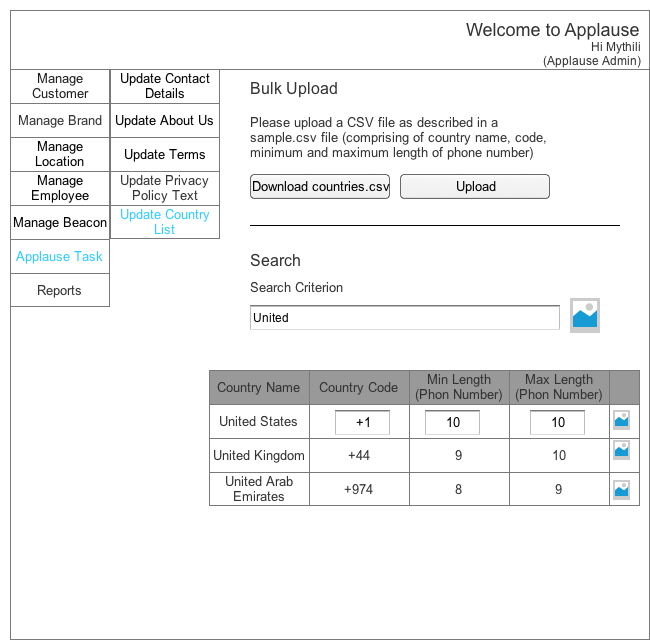 Welcome to Applause
Hi Mythili
(Applause Admin)
Manage
Customer
Manage Brand
Manage
Location
Manage
Employee
Manage Beacon
Applause Task
Reports
Update Contact
Details
Update About Us
Update Terms
Update Privacy
Policy Text
Update Country
List
Bulk Upload
Please upload a CSV file as described in a
sample.csv file (comprising of country name, code,
minimum and maximum length of phone number)
Download countries.csv
Upload
Search
Search Criterion
United
Country Name
Country Code
Min Length
(Phon Number)
Max Length
(Phon Number)
United States
+1
10
10
United Kingdom
+44
9
10
United Arab
Emirates
+974
8
9